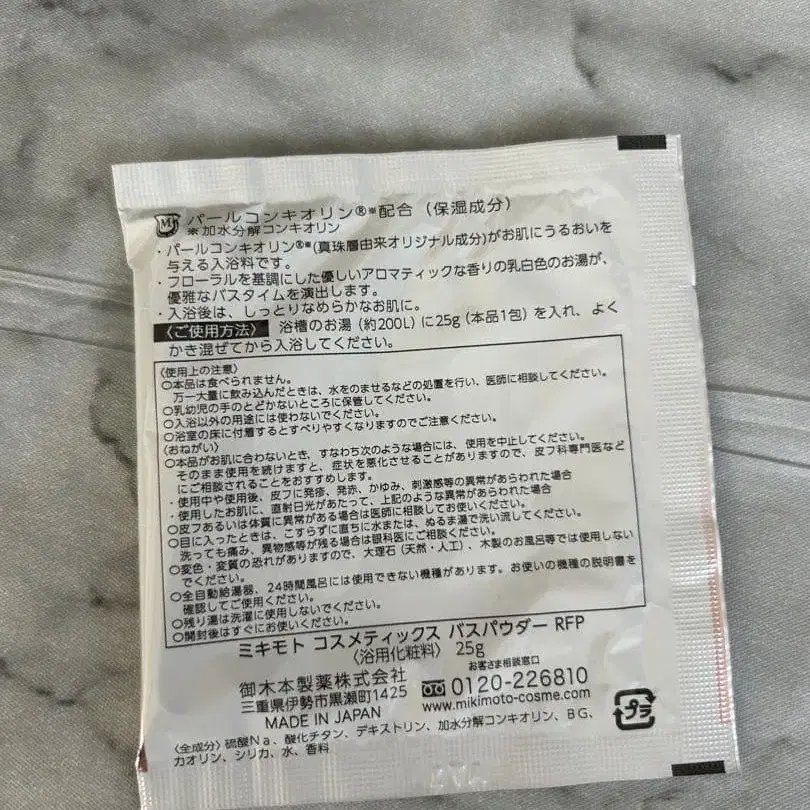 M パールコンキオリン®※配合（保湿成分）
※加水分解コンキオリン
・パールコンキオリン®※(真珠層由来オリジナル成分)がお肌にうるおいを
与える入浴料です。
・フローラルを基調にした優しいアロマティックな香りの乳白色のお湯が、
優雅なバスタイムを演出します。
・入浴後は、しっとりなめらかなお肌に。
〈ご使用方法〉 浴槽のお湯（約200L）に25g（本品1包）を入れ、よく
かき混ぜてから入浴してください。
〈使用上の注意〉
○本品は食べられません。
万一大量に飲み込んだときは、水をのませるなどの処置を行い、医師に相談してください。
○乳幼児の手のとどかないところに保管してください。
○入浴以外の用途には使わないでください。
○浴室の床に付着するとすべりやすくなりますのでご注意ください。
〈おねがい〉
○本品がお肌に合わないとき、すなわち次のような場合には、使用を中止してください。
そのまま使用を続けますと、症状を悪化させることがありますので、皮フ科専門医など
にご相談されることをおすすめします。
・使用中や使用後、皮フに発疹、発赤、かゆみ、刺激感等の異常があらわれた場合
・使用したお肌に、直射日光があたって、上記のような異常があらわれた場合
○皮フあるいは体質に異常がある場合は医師に相談してお使いください。
○目に入ったときは、こすらずに直ちに水または、ぬるま湯で洗い流してください。
洗っても痛み、異物感等が残る場合は眼科医にご相談ください。
○変色・変質の恐れがありますので、大理石（天然・人工）、木製のお風呂等では使用しない
でください。
○全自動給湯器、24時間風呂には使用できない機種があります。お使いの機種の説明書を
確認してご使用ください。
○残り湯は洗濯に使用しないでください。
○開封後はすぐにお使いください。
ミキモト コスメティックス バスパウダー RFP
〈浴用化粧料〉 25g
御木本製薬株式会社
三重県伊勢市黒瀬町1425
MADE IN JAPAN
お客さま相談窓口
0120-226810
www.mikimoto-cosme.com
プラ
〈全成分〉硫酸Na、酸化チタン、デキストリン、加水分解コンキオリン、BG、
カオリン、シリカ、水、香料